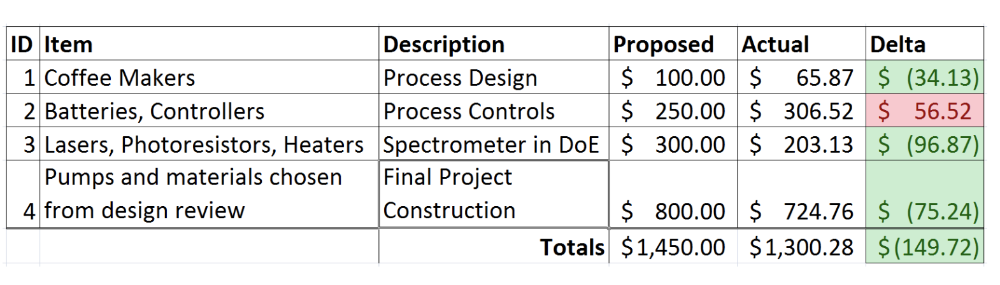 ID Item Description Proposed Actual Delta
1 Coffee Makers Process Design $ 100.00 $ 65.87 $ (34.13)
2 Batteries, Controllers Process Controls $ 250.00 $ 306.52 $ 56.52
3 Lasers, Photoresistors, Heaters Spectrometer in DoE $ 300.00 $ 203.13 $ (96.87)
Pumps and materials chosen Final Project
4 from design review Construction $ 800.00 $ 724.76 $ (75.24)
Totals $1,450.00 $1,300.28 $(149.72)